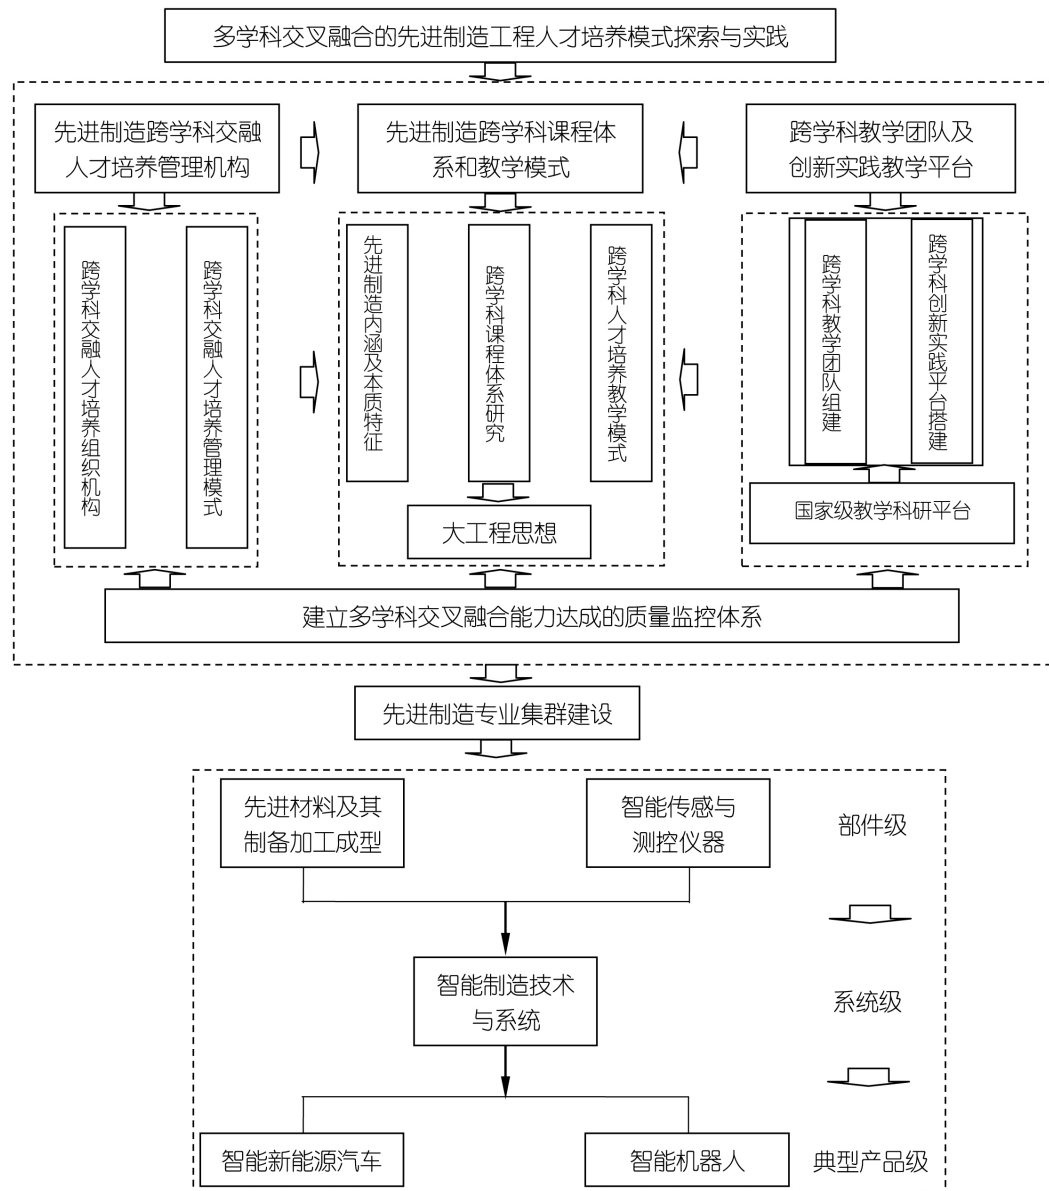 多学科交叉融合的先进制造工程人才培养模式探索与实践
先进制造跨学科交融
人才培养管理机构
先进制造跨学科课程体
系和教学模式
跨学科教学团队及
创新实践教学平台
跨学科交融人才培养组织机构
跨学科交融人才培养管理模式
先进制造内涵及本质特征
跨学科课程体系研究
跨学科人才培养教学模式
跨学科教学团队组建
跨学科创新实践平台搭建
大工程思想
国家级教学科研平台
建立多学科交叉融合能力达成的质量监控体系
先进制造专业集群建设
先进材料及其
制备加工成型
智能传感与
测控仪器
部件级
智能制造技术
与系统
系统级
智能新能源汽车
智能机器人
典型产品级